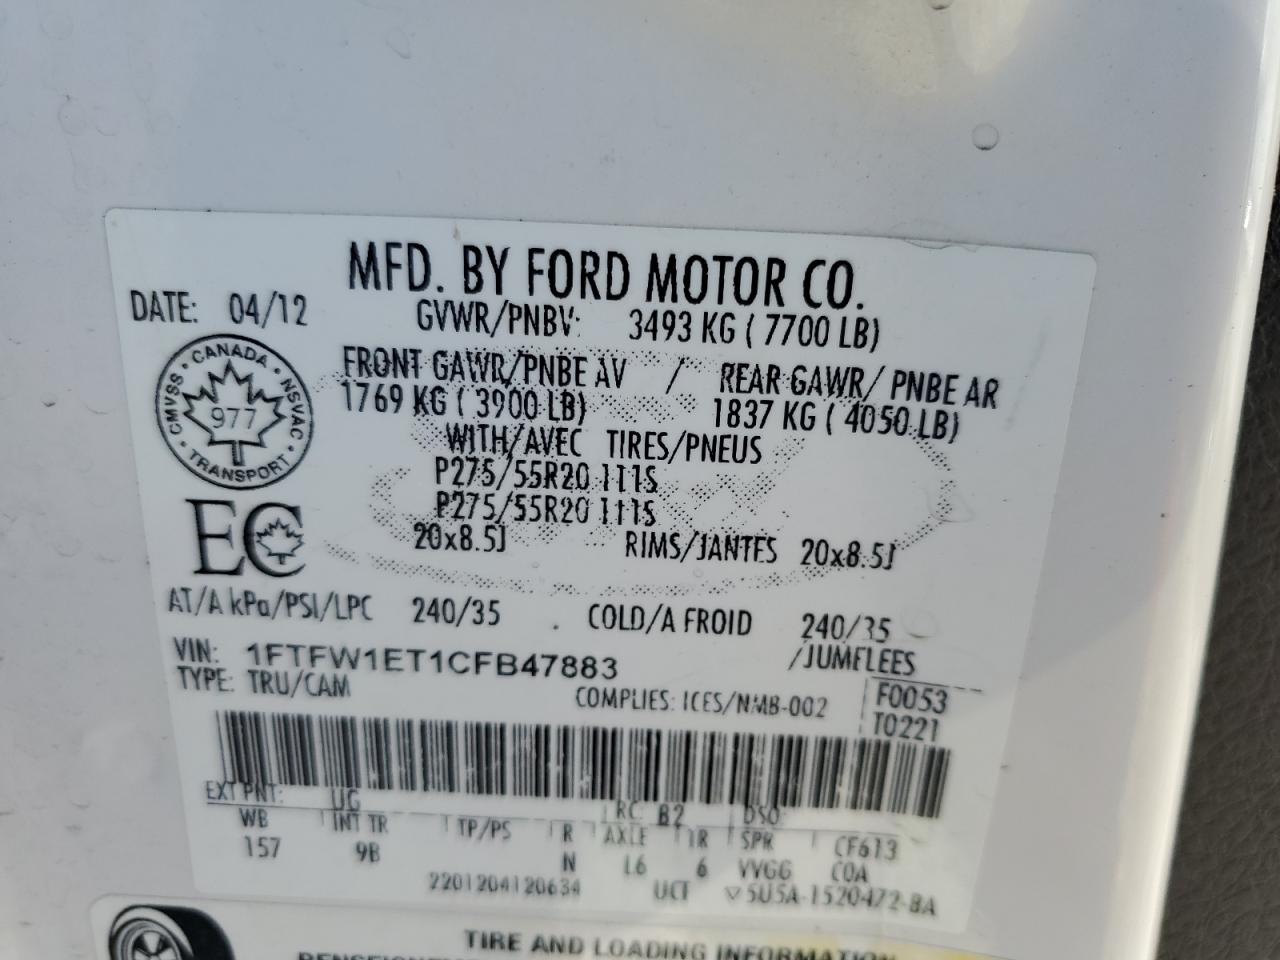 MFD. BY FORD MOTOR CO.
DATE: 04/12
GVWR/PNBV: 3493 KG ( 7700 LB)
FRONT GAWR/PNBE AV / REAR GAWR/ PNBE AR
1769 KG ( 3900 LB) 1837 KG ( 4050 LB)
WITH/AVEC TIRES/PNEUS
P275/55R20 111S
P275/55R20 111S
20x8.5J RIMS/JANTES 20x8.5J
CANADA • NSVAC • TRANSPORT • CMVSS •
977
EC
AT/A kPa/PSI/LPC 240/35 COLD/A FROID 240/35
VIN: 1FTFW1ET1CFB47883 /JUMELEES
TYPE: TRU/CAM COMPLIES: ICES/NMB-002 F0053
T0221
EXT PNT: UG RC: B2 DSO:
WB INT TR TP/PS R AXLE TR SPR CF613
157 9B N L6 6 VVGG COA
2201204120634 UCT ▽ 5U5A-1520472-BA
TIRE AND LOADING INFORMATION